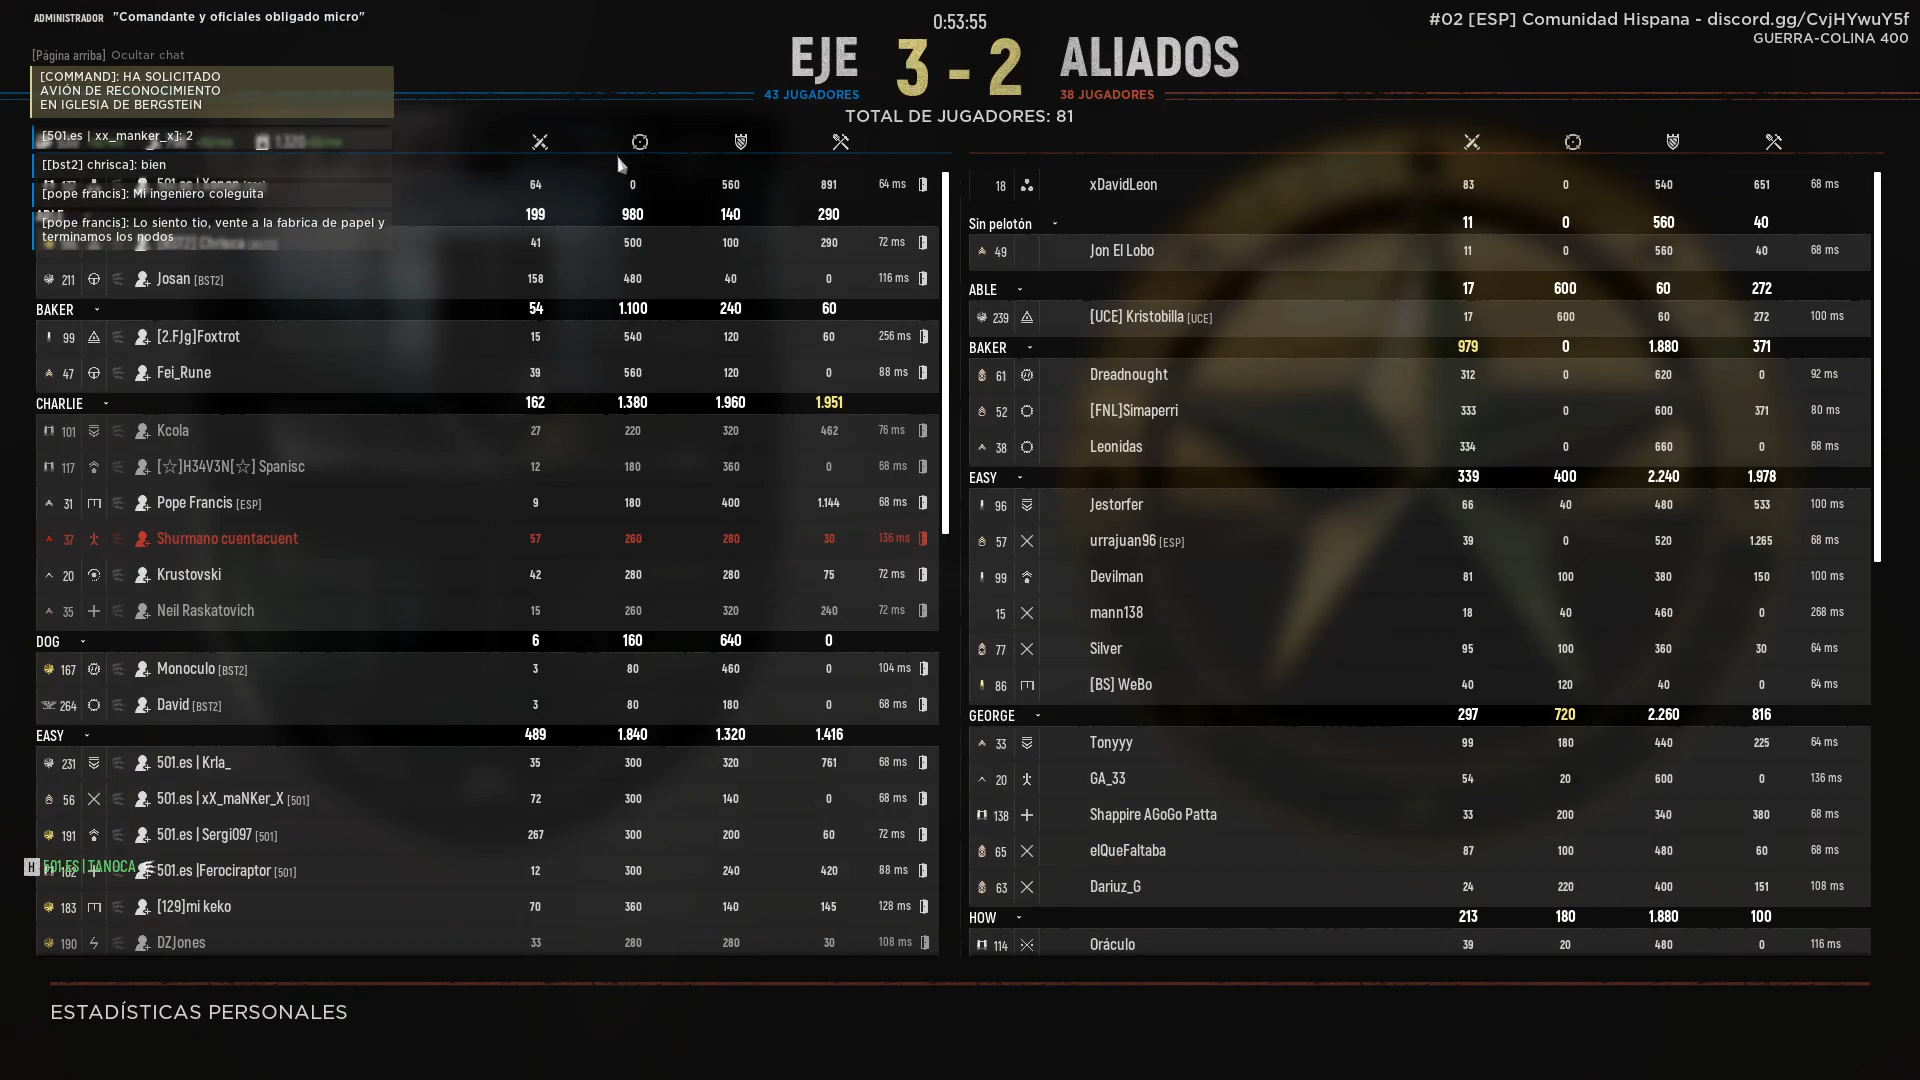 ADMINISTRADOR "Comandante y oficiales obligado micro"
0:53:55
#02 [ESP] Comunidad Hispana - discord.gg/CvjHYwuY5f
GUERRA-COLINA 400
[Página arriba] Ocultar chat
EJE 3 - 2 ALIADOS
43 JUGADORES
38 JUGADORES
TOTAL DE JUGADORES: 81
[COMMAND]: HA SOLICITADO
AVIÓN DE RECONOCIMIENTO
EN IGLESIA DE BERGSTEIN
[501.es | xx_manker_x]: 2
[[bst2] chrisca]: bien
[pope francis]: Mi ingeniero coleguita
[pope francis]: Lo siento tio, vente a la fabrica de papel y
terminamos los nodos
64 0 560 891 64 ms
199 980 140 290
41 500 100 290 72 ms
211 Josan [BST2] 158 480 40 0 116 ms
BAKER 54 1.100 240 60
99 [2.FJg]Foxtrot 15 540 120 60 256 ms
47 Fei_Rune 39 560 120 0 88 ms
CHARLIE 162 1.380 1.960 1.951
101 Kcola 27 220 320 462 76 ms
117 [☆]H34V3N[☆] Spanisc 12 180 360 0 68 ms
31 Pope Francis [ESP] 9 180 400 1.144 68 ms
37 Shurmano cuentacuent 57 260 280 30 136 ms
20 Krustovski 42 280 280 75 72 ms
35 Neil Raskatovich 15 260 320 240 72 ms
DOG 6 160 640 0
167 Monoculo [BST2] 3 80 460 0 104 ms
264 David [BST2] 3 80 180 0 68 ms
EASY 489 1.840 1.320 1.416
231 501.es | Krla_ 35 300 320 761 68 ms
56 501.es | xX_maNKer_X [501] 72 300 140 0 68 ms
191 501.es | Sergi097 [501] 267 300 200 60 72 ms
H 501.ES | TANOCA
162 501.es |Ferociraptor [501] 12 300 240 420 88 ms
183 [129]mi keko 70 360 140 145 128 ms
190 DZJones 33 280 280 30 108 ms
18 xDavidLeon 83 0 540 651 68 ms
Sin pelotón 11 0 560 40
49 Jon El Lobo 11 0 560 40 68 ms
ABLE 17 600 60 272
239 [UCE] Kristobilla [UCE] 17 600 60 272 100 ms
BAKER 979 0 1.880 371
61 Dreadnought 312 0 620 0 92 ms
52 [FNL]Simaperri 333 0 600 371 80 ms
38 Leonidas 334 0 660 0 68 ms
EASY 339 400 2.240 1.978
96 Jestorfer 66 40 480 533 100 ms
57 urrajuan96 [ESP] 39 0 520 1.265 68 ms
99 Devilman 81 100 380 150 100 ms
15 mann138 18 40 460 0 268 ms
77 Silver 95 100 360 30 64 ms
86 [BS] WeBo 40 120 40 0 64 ms
GEORGE 297 720 2.260 816
33 Tonyyy 99 180 440 225 64 ms
20 GA_33 54 20 600 0 136 ms
138 Shappire AGoGo Patta 33 200 340 380 68 ms
65 elQueFaltaba 87 100 480 60 68 ms
63 Dariuz_G 24 220 400 151 108 ms
HOW 213 180 1.880 100
114 Oráculo 39 20 480 0 116 ms
ESTADÍSTICAS PERSONALES